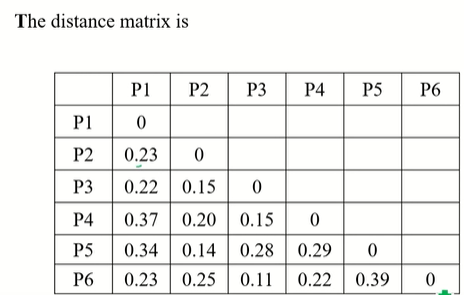 The distance matrix is
P1 P2 P3 P4 P5 P6
P1 0
P2 0.23 0
P3 0.22 0.15 0
P4 0.37 0.20 0.15 0
P5 0.34 0.14 0.28 0.29 0
P6 0.23 0.25 0.11 0.22 0.39 0